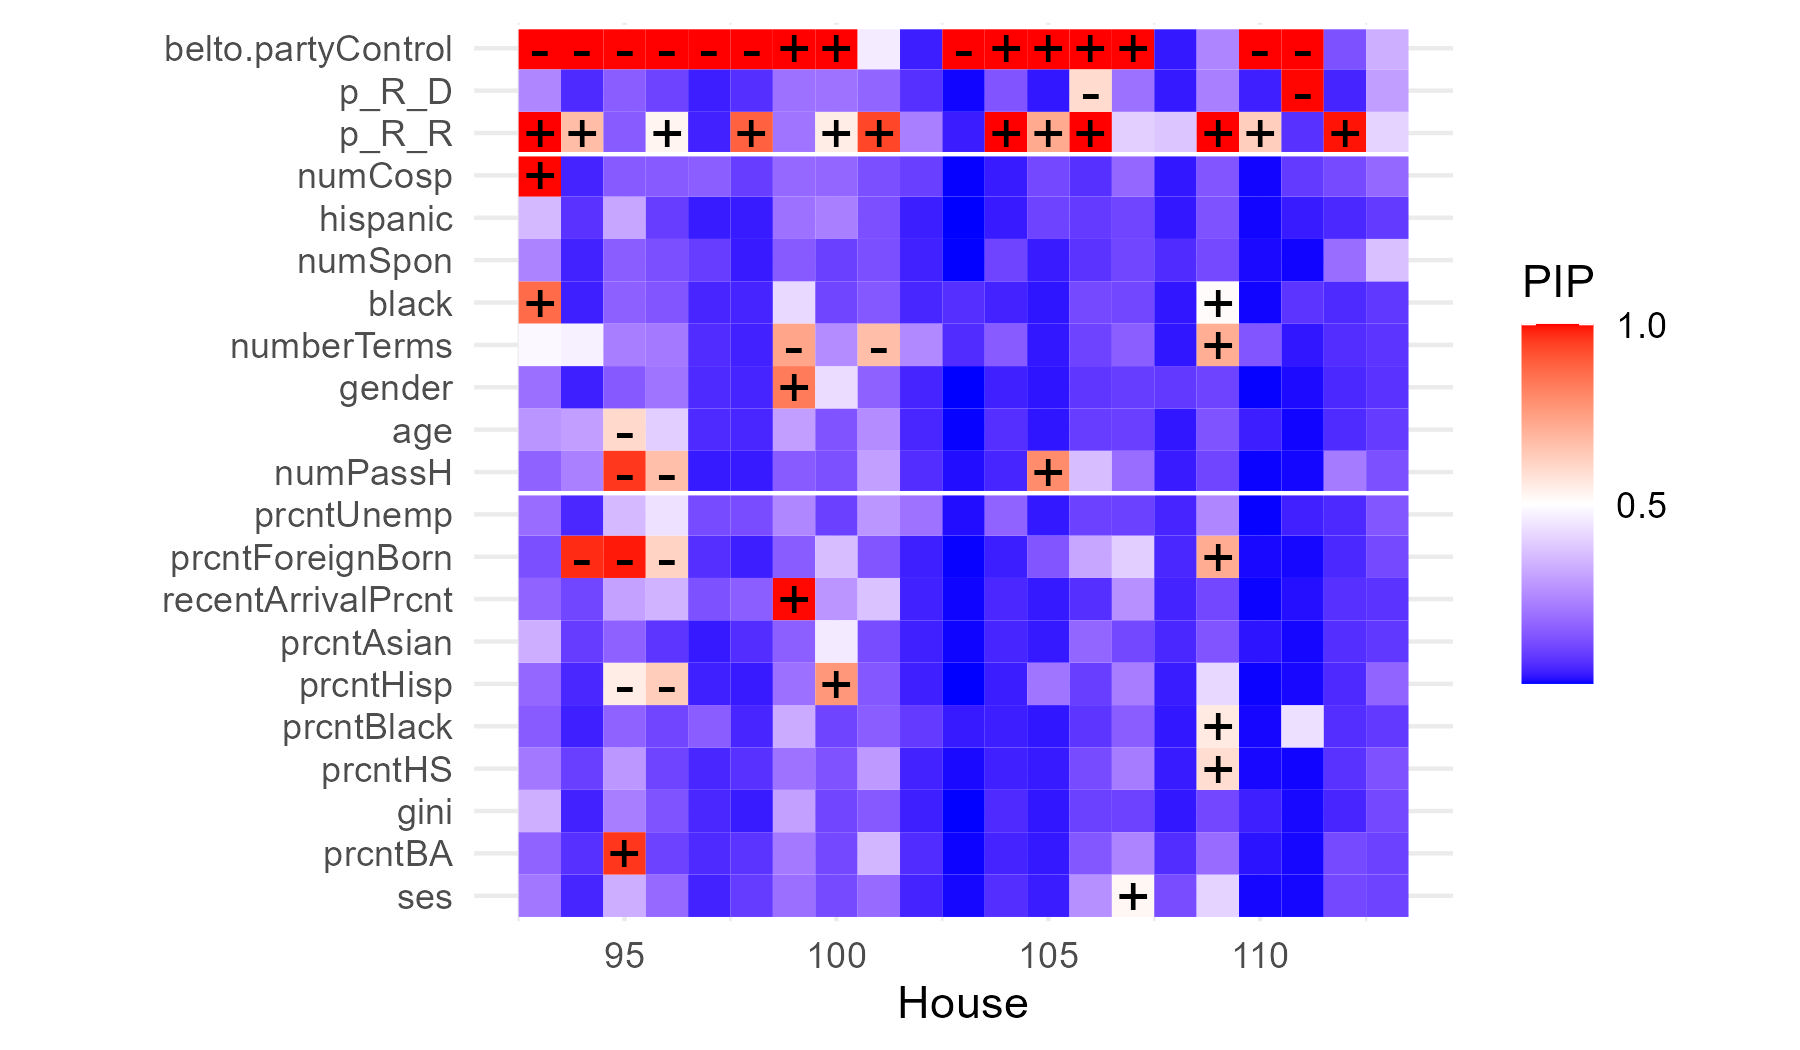 belto.partyControl - - - - - - + + - + + + + - -
p_R_D - -
p_R_R + + + + + + + + + + + +
numCosp +
hispanic
numSpon
black + +
numberTerms - - +
gender +
age -
numPassH - - +
prcntUnemp
prcntForeignBorn - - - +
recentArrivalPrcnt +
prcntAsian
prcntHisp - - +
prcntBlack +
prcntHS +
gini
prcntBA +
ses +
95 100 105 110
House
PIP
1.0
0.5